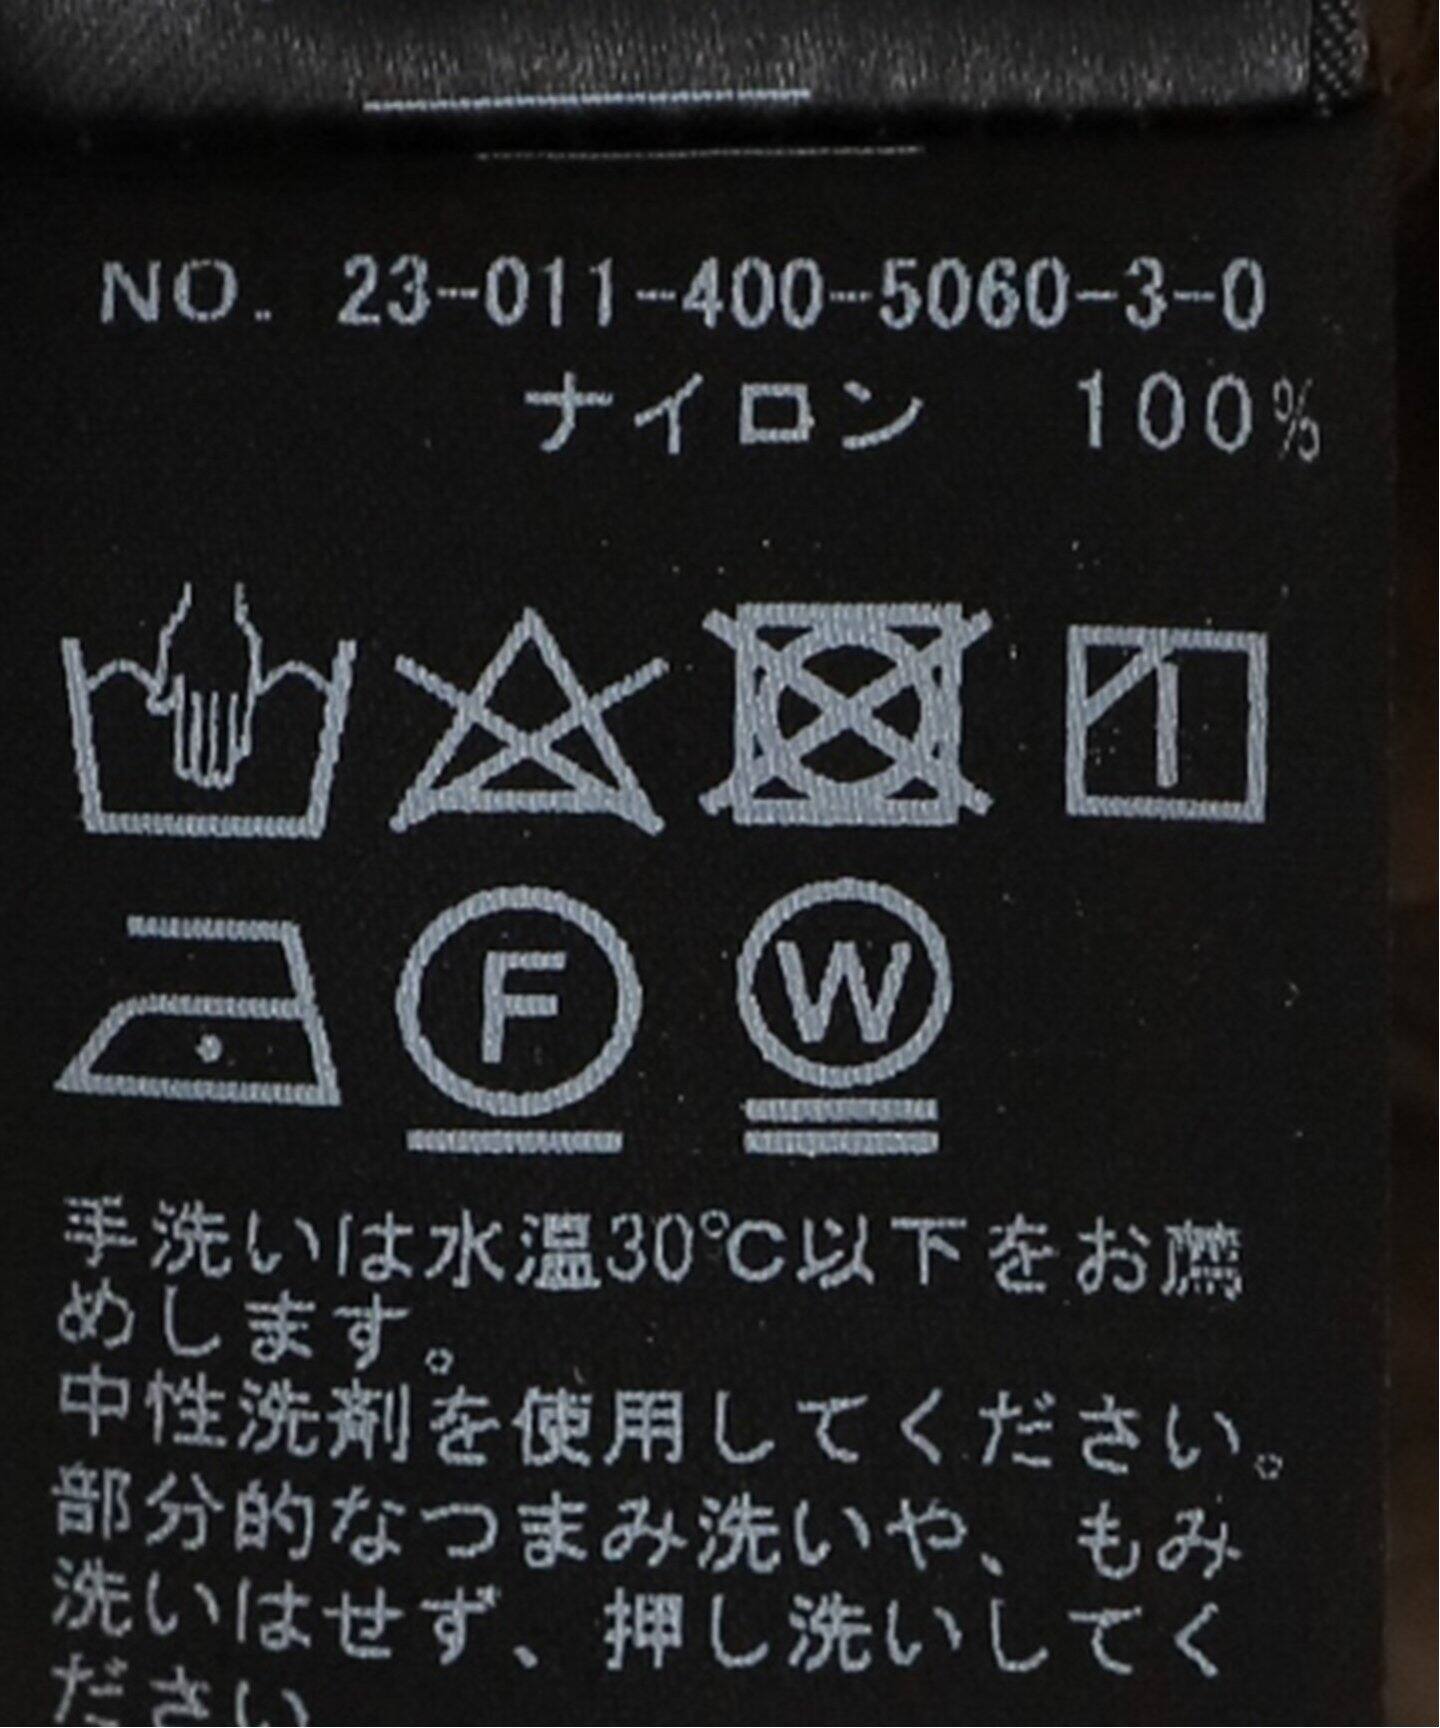 NO. 23-011-400-5060-3-0
ナイロン 100%
F W
手洗いは水温30℃以下をお薦
めします。
中性洗剤を使用してください。
部分的なつまみ洗いや、もみ
洗いはせず、押し洗いしてく
ださい